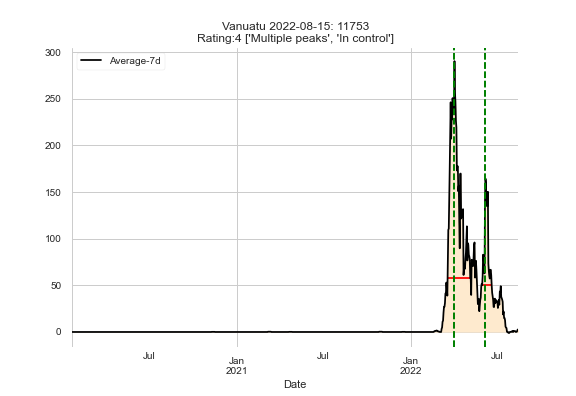 Vanuatu 2022-08-15: 11753
Rating:4 ['Multiple peaks', 'In control']
300
Average-7d
250
200
150
100
50
0
Jul
Jan
2021
Jul
Jan
2022
Jul
Date